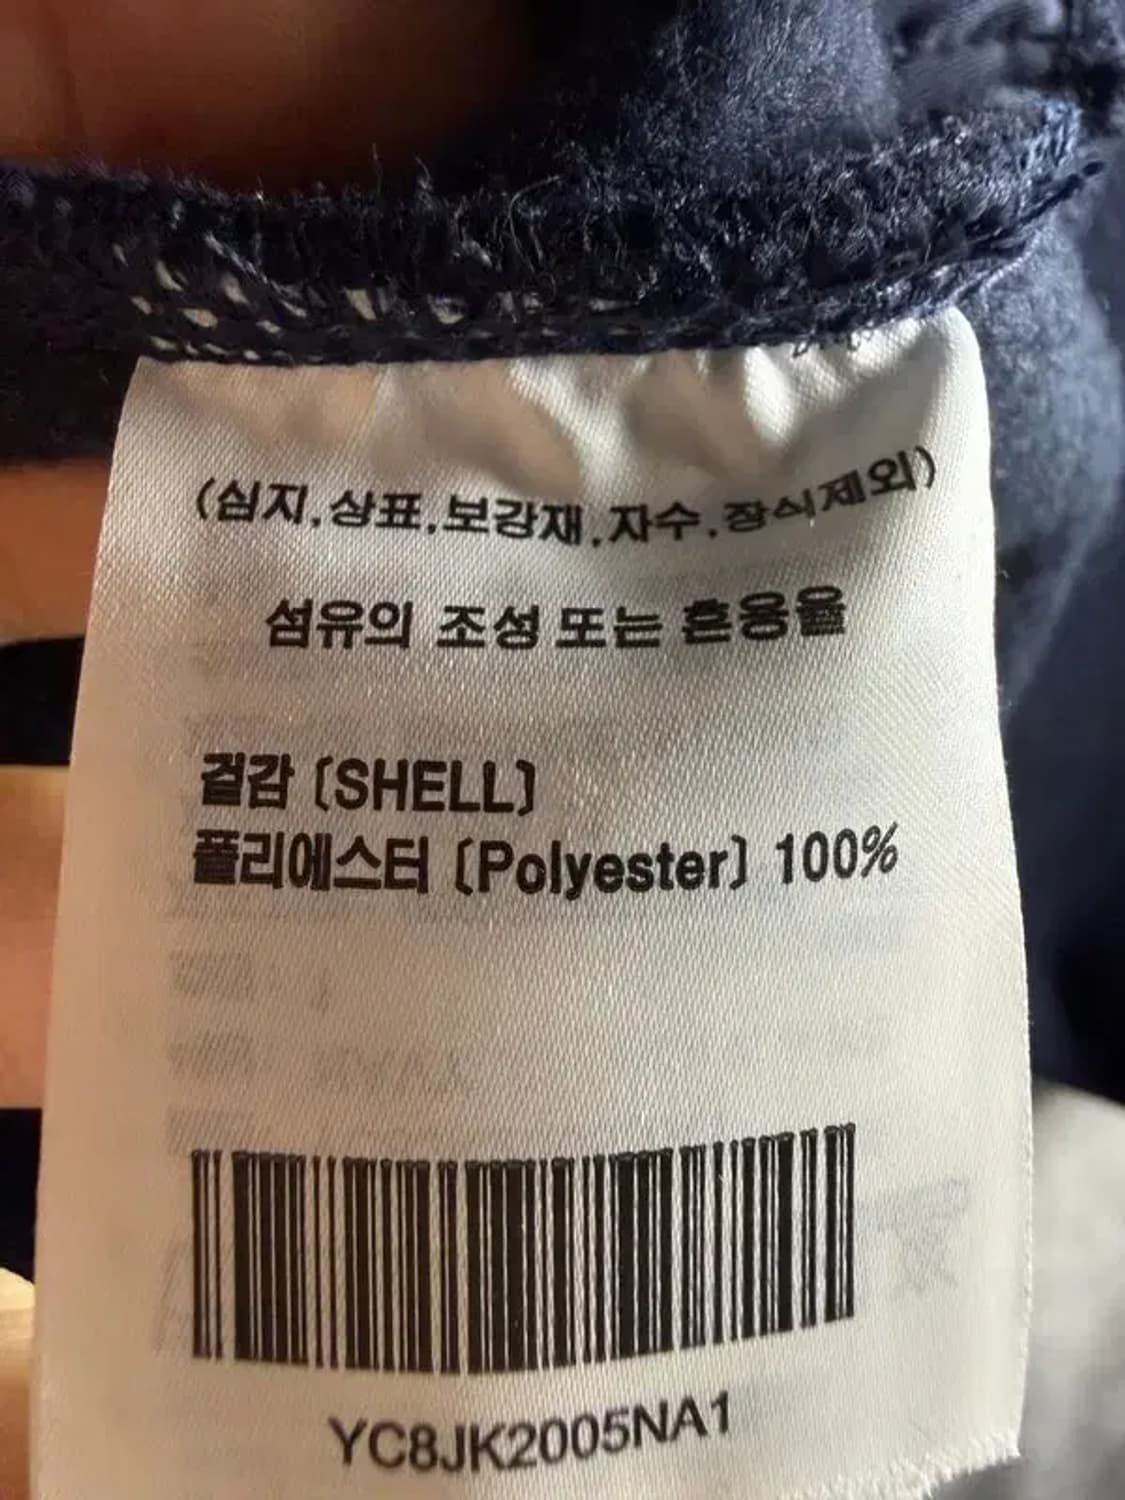 (심지,상표,보강재,자수,장식제외)
섬유의 조성 또는 혼용율
겉감 (SHELL)
폴리에스터 (Polyester) 100%
YC8JK2005NA1